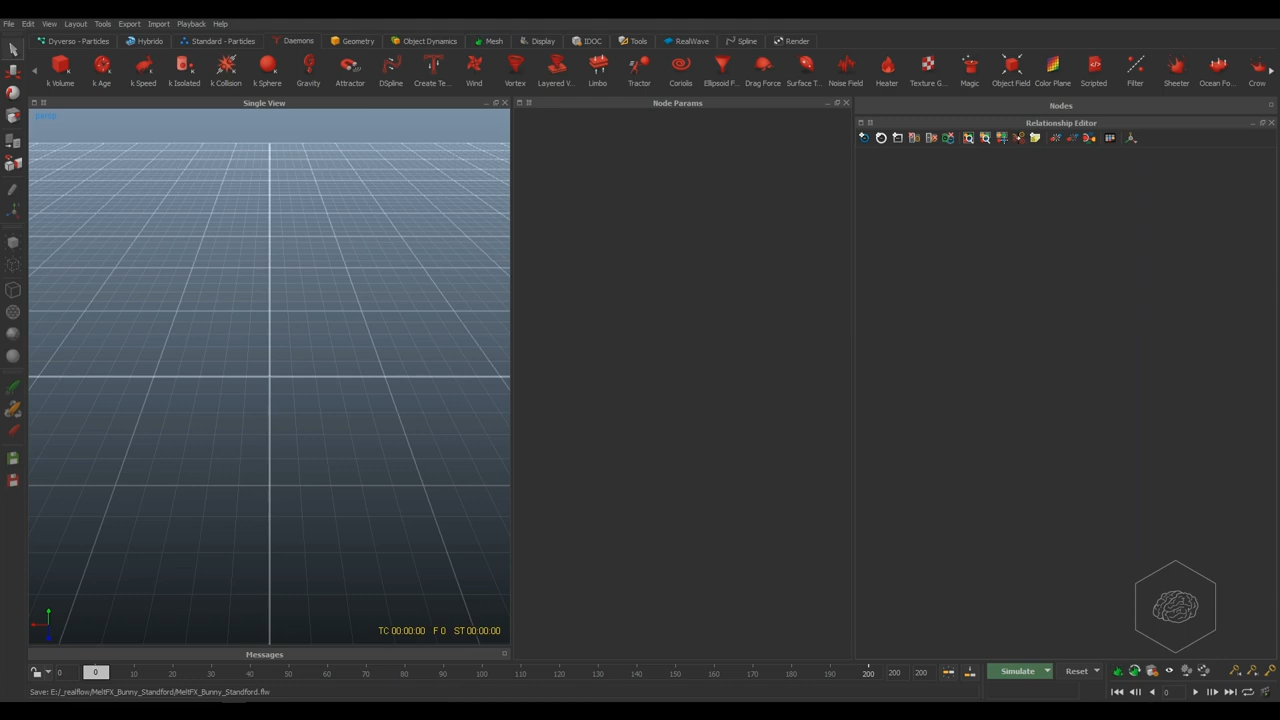 File Edit View Layout Tools Export Import Playback Help
Dyverso - Particles Hybrido Standard - Particles Daemons Geometry Object Dynamics Mesh Display IDOC Tools RealWave Spline Render
k Volume k Age k Speed k Isolated k Collision k Sphere Gravity Attractor DSpline Create Te... Wind Vortex Layered V... Limbo Tractor Coriolis Ellipsoid F... Drag Force Surface T... Noise Field Heater Texture G... Magic Object Field Color Plane Scripted Filter Sheeter Ocean Fo... Crow
Single View Node Params Nodes
Relationship Editor
persp
TC 00:00:00 F 0 ST 00:00:00
Messages
0 0 10 20 30 40 50 60 70 80 90 100 110 120 130 140 150 160 170 180 190 200 200 200 Simulate Reset
Save: E:/_realflow/MeltFX_Bunny_Standford/MeltFX_Bunny_Standford.flw 0